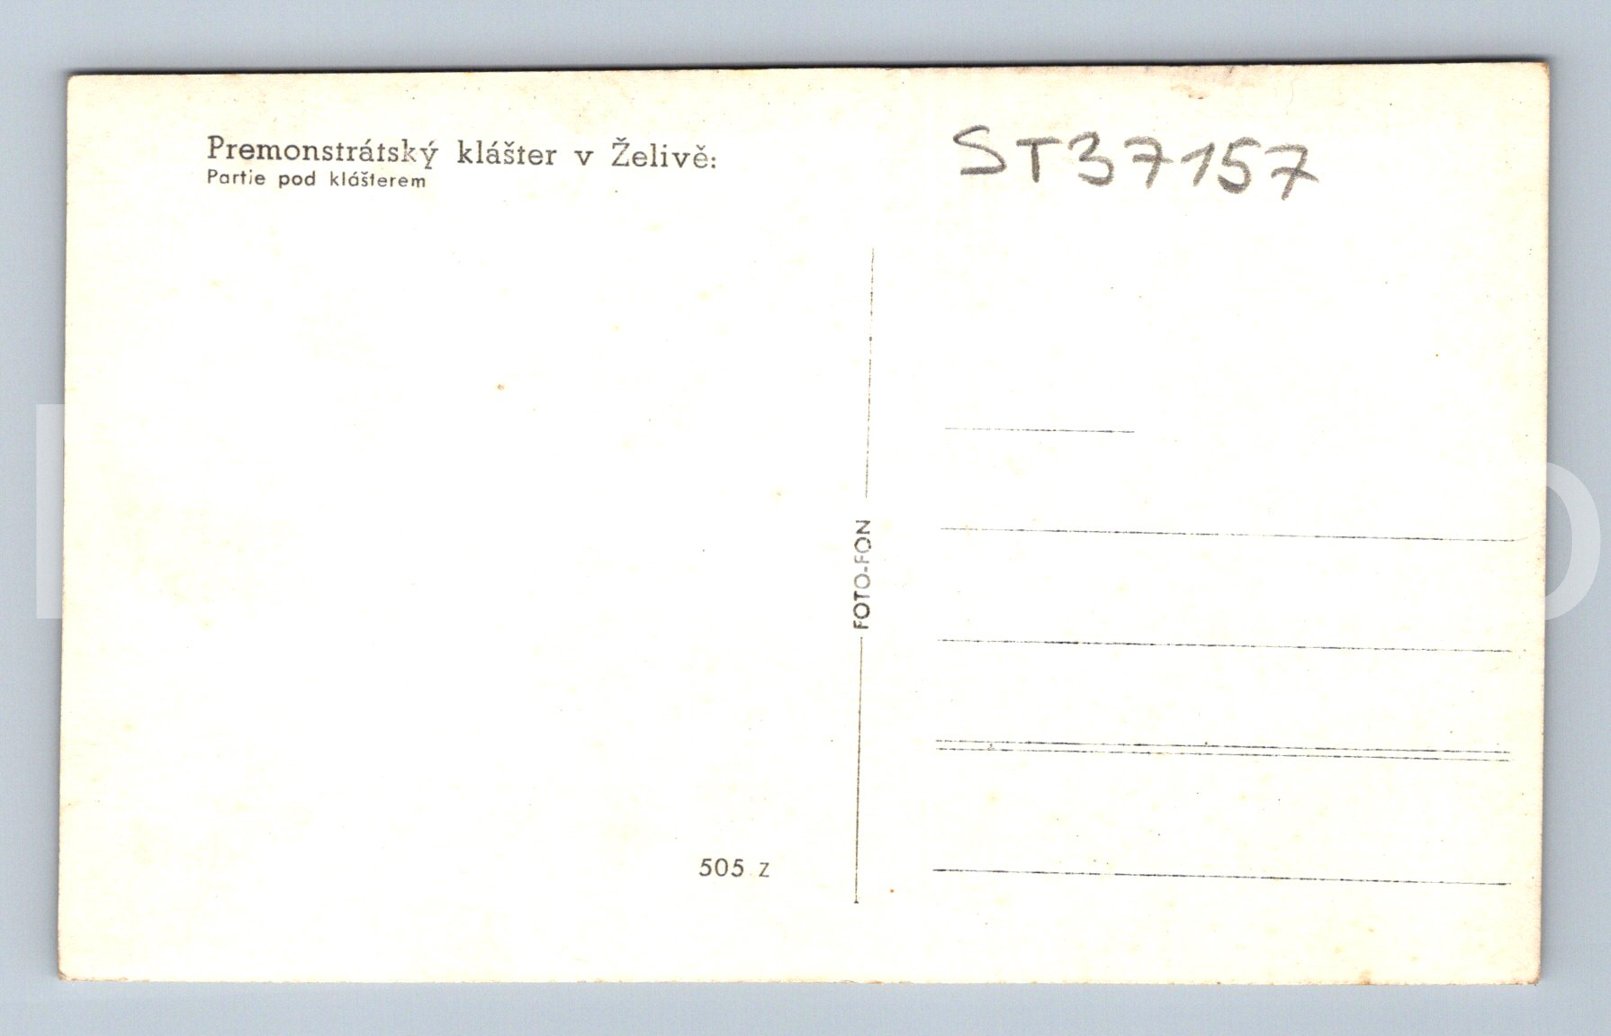 Premonstrátský klášter v Želivě:
Partie pod klášterem
ST37157
FOTO-FON
505 Z